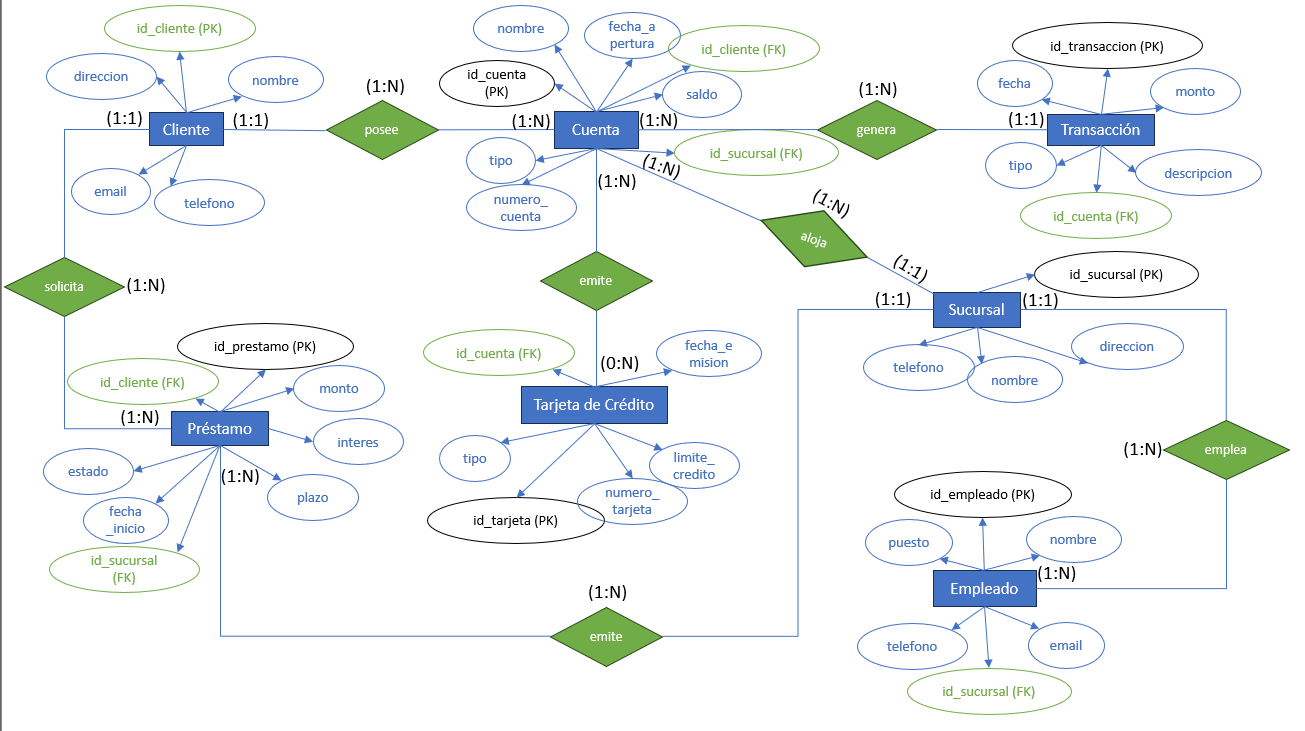 id_cliente (PK)
direccion
nombre
(1:1)
Cliente
(1:1)
email
telefono
(1:N)
posee
nombre
fecha_a
pertura
id_cliente (FK)
id_cuenta
(PK)
saldo
(1:N)
Cuenta
(1:N)
tipo
id_sucursal (FK)
numero_
cuenta
(1:N)
(1:N)
(1:N)
genera
id_transaccion (PK)
fecha
monto
(1:1)
Transacción
tipo
descripcion
id_cuenta (FK)
(1:N)
aloja
(1:1)
solicita
(1:N)
emite
id_sucursal (PK)
(1:1)
Sucursal
(1:1)
telefono
nombre
direccion
id_prestamo (PK)
id_cliente (FK)
monto
(1:N)
Préstamo
interes
estado
(1:N)
plazo
fecha
_inicio
id_sucursal
(FK)
id_cuenta (FK)
(0:N)
fecha_e
mision
Tarjeta de Crédito
tipo
limite_
credito
numero_
tarjeta
id_tarjeta (PK)
(1:N)
emplea
id_empleado (PK)
puesto
nombre
Empleado
(1:N)
telefono
email
id_sucursal (FK)
(1:N)
emite